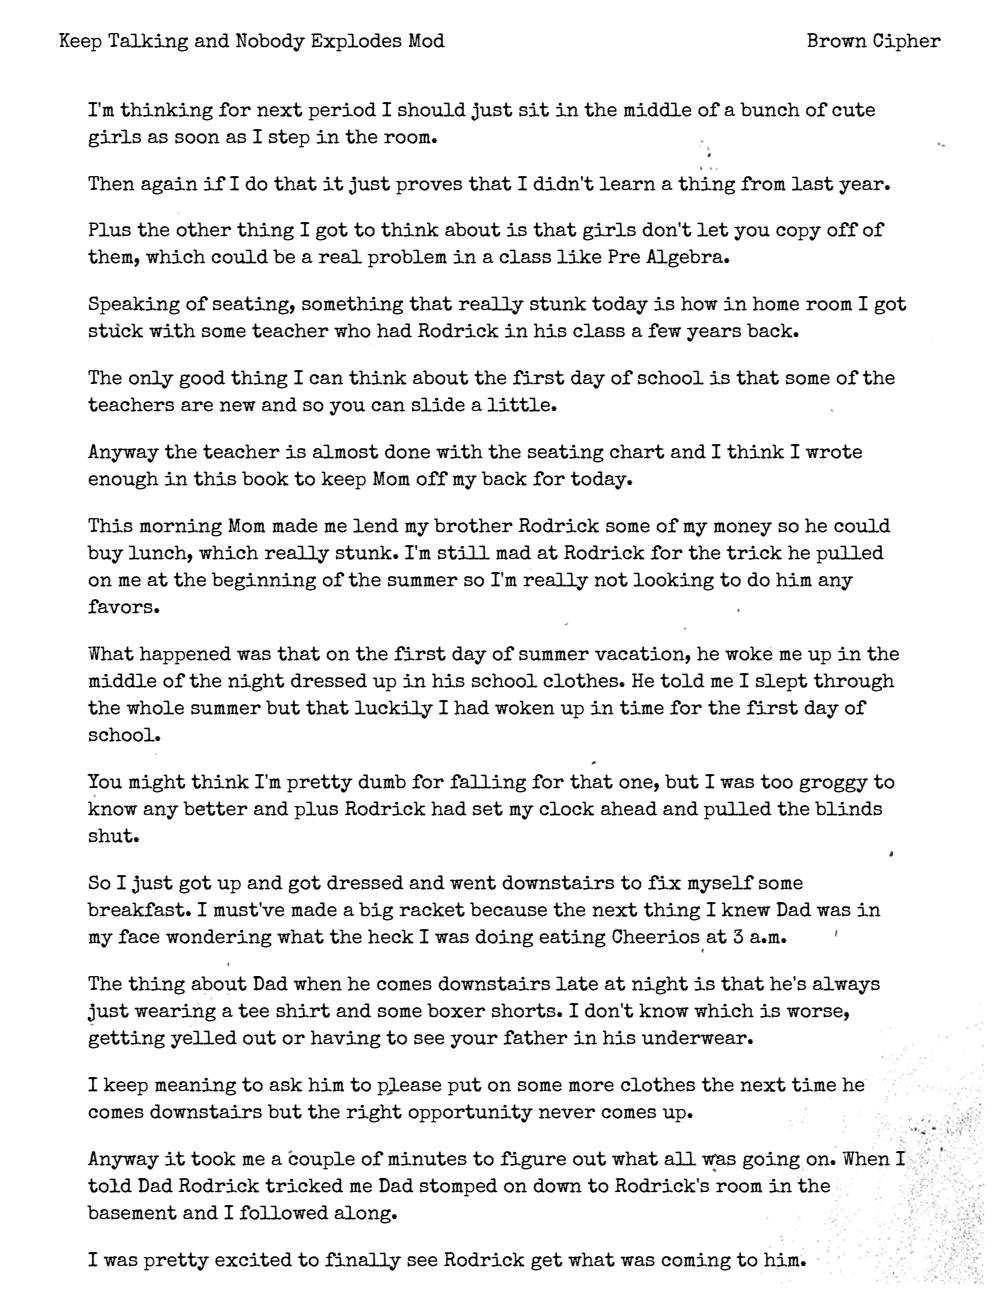 Keep Talking and Nobody Explodes Mod Brown Cipher
I'm thinking for next period I should just sit in the middle of a bunch of cute
girls as soon as I step in the room.
Then again if I do that it just proves that I didn't learn a thing from last year.
Plus the other thing I got to think about is that girls don't let you copy off of
them, which could be a real problem in a class like Pre Algebra.
Speaking of seating, something that really stunk today is how in home room I got
stuck with some teacher who had Rodrick in his class a few years back.
The only good thing I can think about the first day of school is that some of the
teachers are new and so you can slide a little.
Anyway the teacher is almost done with the seating chart and I think I wrote
enough in this book to keep Mom off my back for today.
This morning Mom made me lend my brother Rodrick some of my money so he could
buy lunch, which really stunk. I'm still mad at Rodrick for the trick he pulled
on me at the beginning of the summer so I'm really not looking to do him any
favors.
What happened was that on the first day of summer vacation, he woke me up in the
middle of the night dressed up in his school clothes. He told me I slept through
the whole summer but that luckily I had woken up in time for the first day of
school.
You might think I'm pretty dumb for falling for that one, but I was too groggy to
know any better and plus Rodrick had set my clock ahead and pulled the blinds
shut.
So I just got up and got dressed and went downstairs to fix myself some
breakfast. I must've made a big racket because the next thing I knew Dad was in
my face wondering what the heck I was doing eating Cheerios at 3 a.m.
The thing about Dad when he comes downstairs late at night is that he's always
just wearing a tee shirt and some boxer shorts. I don't know which is worse,
getting yelled out or having to see your father in his underwear.
I keep meaning to ask him to please put on some more clothes the next time he
comes downstairs but the right opportunity never comes up.
Anyway it took me a couple of minutes to figure out what all was going on. When I
told Dad Rodrick tricked me Dad stomped on down to Rodrick's room in the
basement and I followed along.
I was pretty excited to finally see Rodrick get what was coming to him.